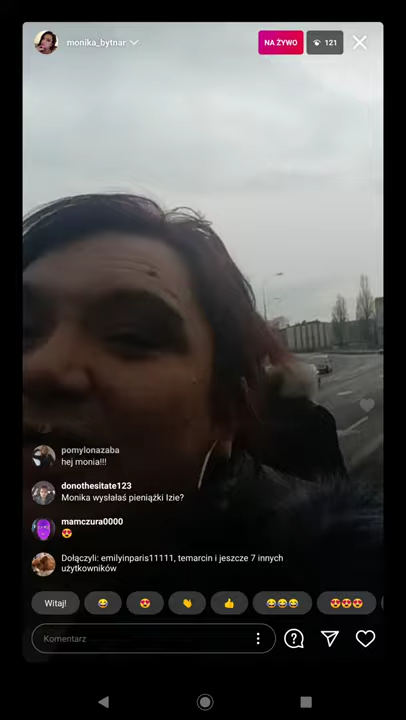 monika_bytnar
NA ŻYWO
121
pomylonazaba
hej monia!!!
donothesitate123
Monika wysłałaś pieniążki Izie?
mamczura0000
😍
Dołączyli: emilyinparis11111, temarcin i jeszcze 7 innych
użytkowników
Witaj! 😂 😍 👏 👍 😂😂😂 😍😍😍
Komentarz